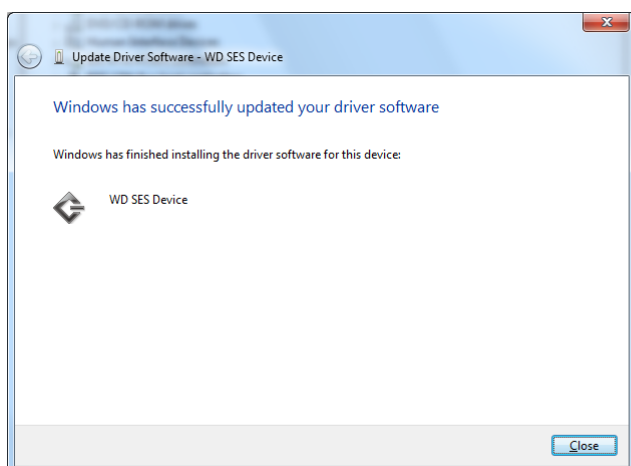 Update Driver Software - WD SES Device
Windows has successfully updated your driver software
Windows has finished installing the driver software for this device:
WD SES Device
Close